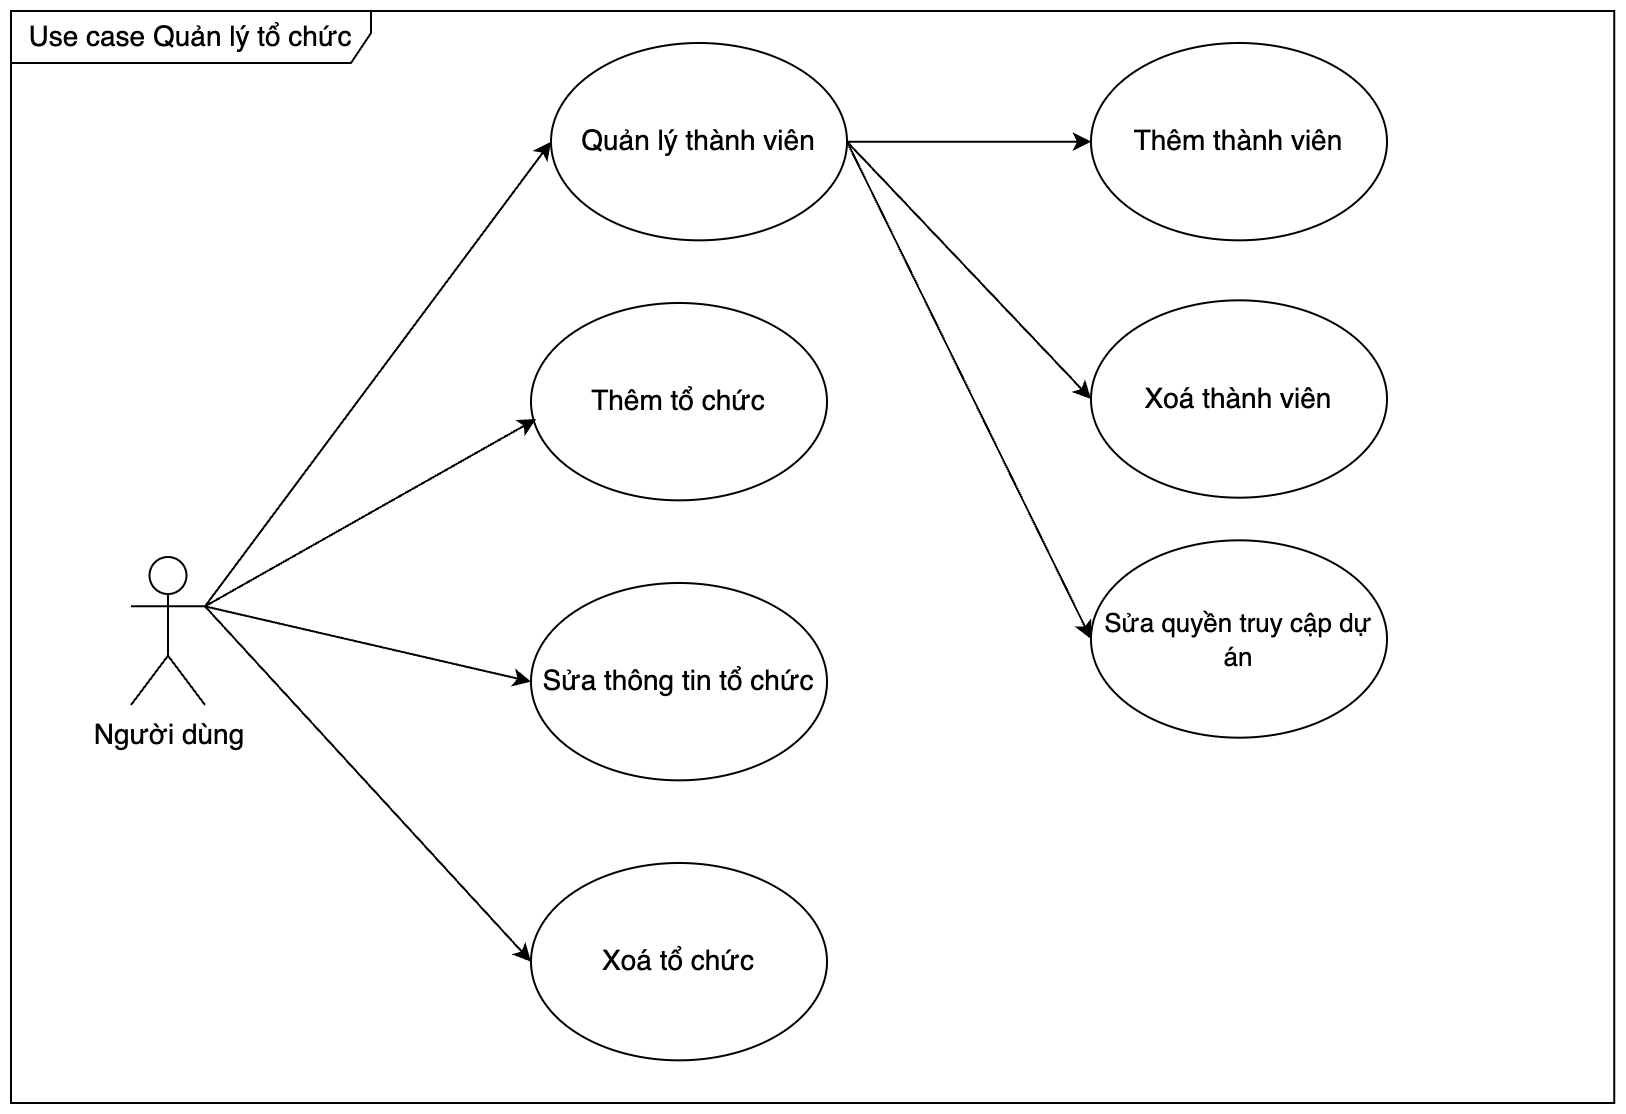 Use case Quản lý tổ chức
Quản lý thành viên
Thêm thành viên
Thêm tổ chức
Xoá thành viên
Sửa thông tin tổ chức
Sửa quyền truy cập dự
án
Người dùng
Xoá tổ chức